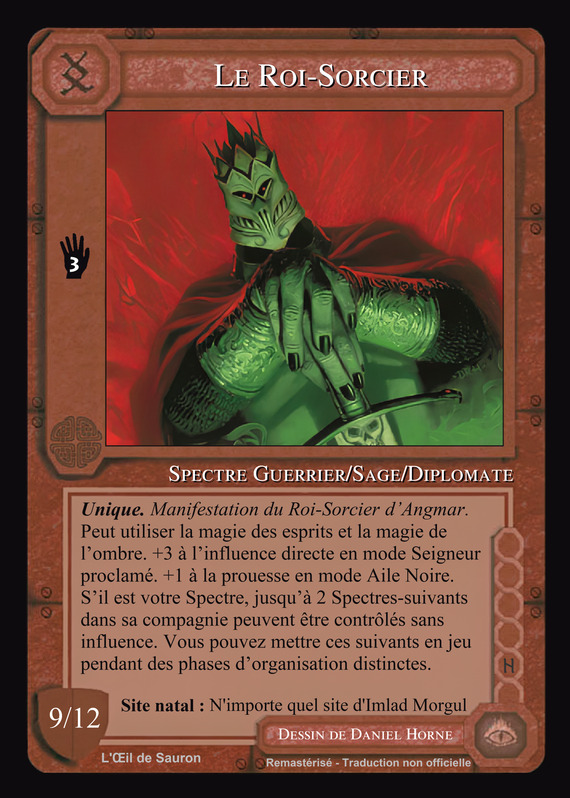 Le Roi-Sorcier
3
Spectre Guerrier/Sage/Diplomate
Unique. Manifestation du Roi-Sorcier d'Angmar.
Peut utiliser la magie des esprits et la magie de
l'ombre. +3 à l'influence directe en mode Seigneur
proclamé. +1 à la prouesse en mode Aile Noire.
S'il est votre Spectre, jusqu'à 2 Spectres-suivants
dans sa compagnie peuvent être contrôlés sans
influence. Vous pouvez mettre ces suivants en jeu
pendant des phases d'organisation distinctes.
Site natal : N'importe quel site d'Imlad Morgul
9/12
Dessin de Daniel Horne
L'Œil de Sauron
Remastérisé - Traduction non officielle